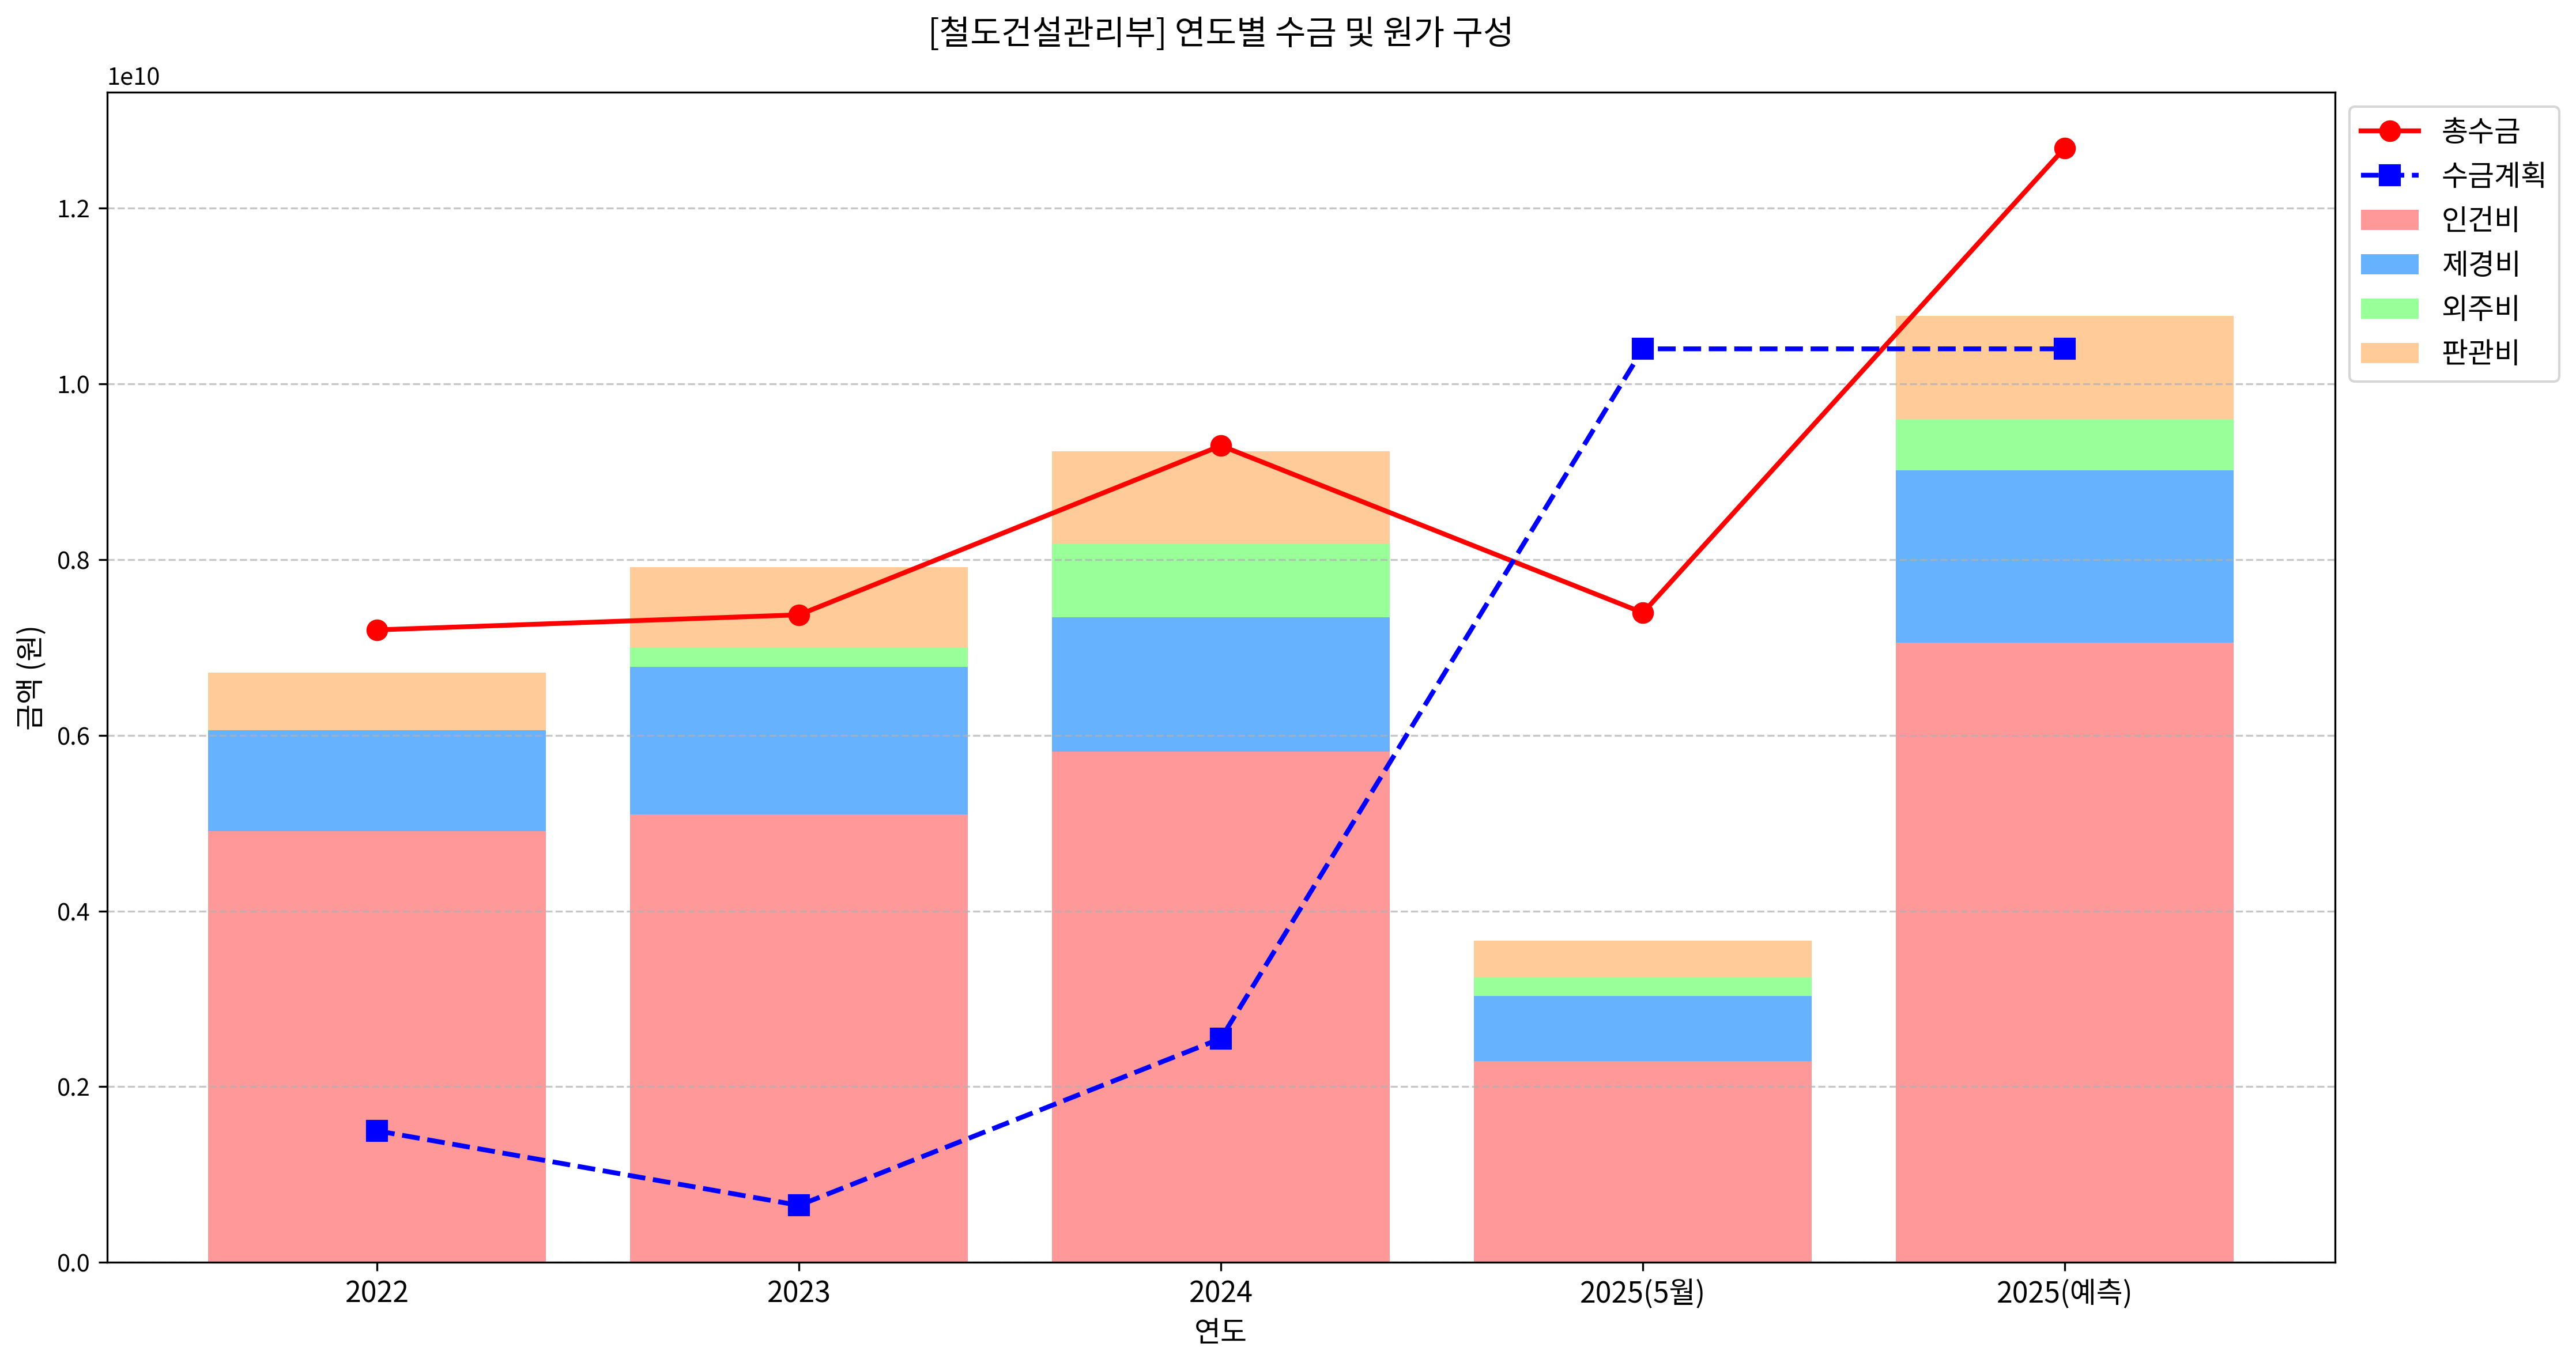 [철도건설관리부] 연도별 수금 및 원가 구성
1e10
총수금
수금계획
인건비
제경비
외주비
판관비
1.2
1.0
0.8
0.6
0.4
0.2
0.0
금액 (원)
2022 2023 2024 2025(5월) 2025(예측)
연도